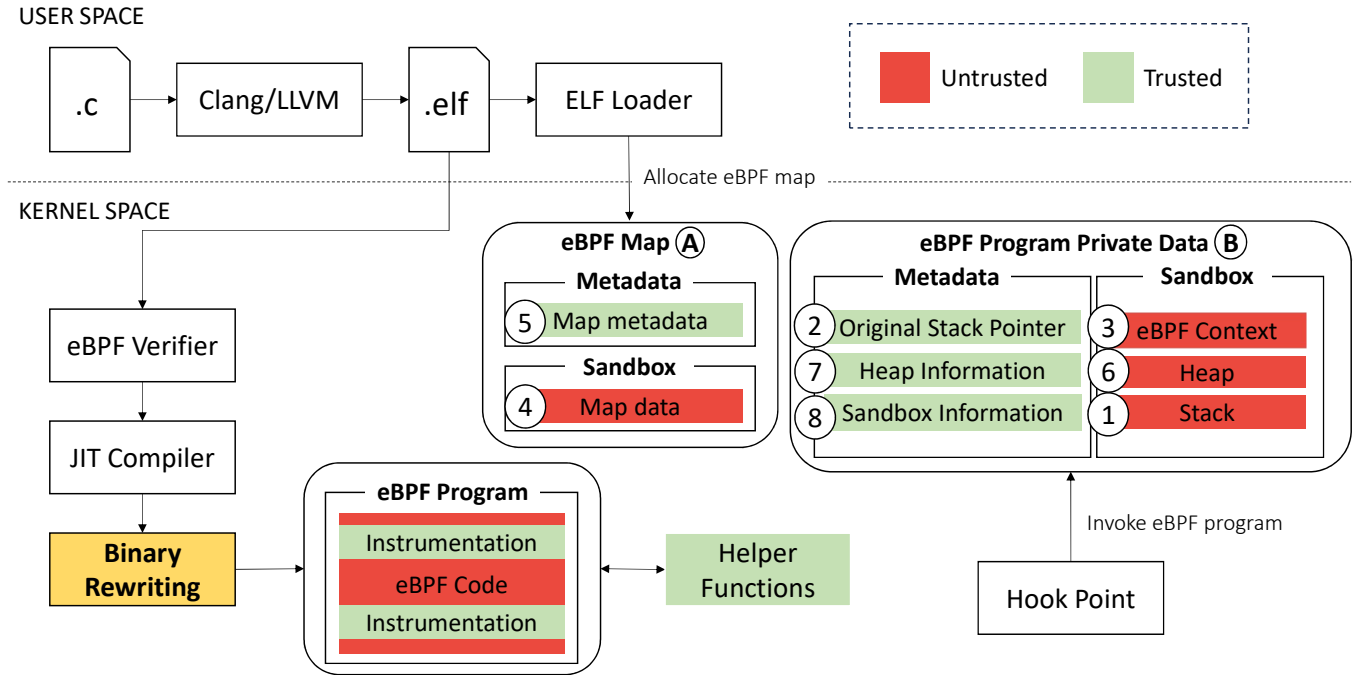 USER SPACE
.c
Clang/LLVM
.elf
ELF Loader
Untrusted
Trusted
Allocate eBPF map
KERNEL SPACE
eBPF Verifier
JIT Compiler
Binary
Rewriting
eBPF Map A
Metadata
5 Map metadata
Sandbox
4 Map data
eBPF Program Private Data B
Metadata
2 Original Stack Pointer
7 Heap Information
8 Sandbox Information
Sandbox
3 eBPF Context
6 Heap
1 Stack
eBPF Program
Instrumentation
eBPF Code
Instrumentation
Helper
Functions
Invoke eBPF program
Hook Point